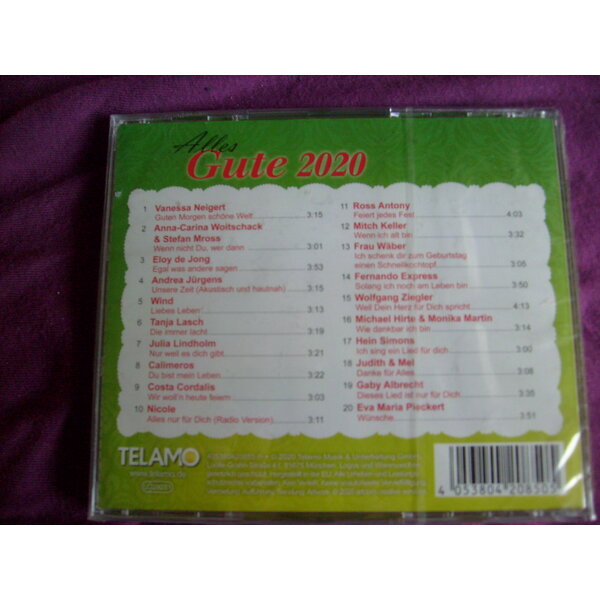 Alles
Gute 2020
1 Vanessa Neigert
Guten Morgen schöne Welt 3:15
2 Anna-Carina Woitschack
& Stefan Mross
Wenn nicht Du, wer dann 3:01
3 Eloy de Jong
Egal was andere sagen 3:53
4 Andrea Jürgens
Unsere Zeit (Akustisch und hautnah) 3:15
5 Wind
Liebes Leben 3:13
6 Tanja Lasch
Die immer lacht 3:19
7 Julia Lindholm
Nur weil es dich gibt 3:21
8 Calimeros
Du bist mein Leben 3:22
9 Costa Cordalis
Wir woll'n heute feiern 3:03
10 Nicole
Alles nur für Dich (Radio Version) 3:11
11 Ross Antony
Feiert jedes Fest 4:03
12 Mitch Keller
Wenn ich alt bin 3:32
13 Frau Wäber
Ich schenk dir zum Geburtstag
einen Schnellkochtopf 3:05
14 Fernando Express
Solang ich noch am Leben bin 3:50
15 Wolfgang Ziegler
Weil Dein Herz für Dich spricht 4:13
16 Michael Hirte & Monika Martin
Wie dankbar ich bin 3:14
17 Hein Simons
Ich sing ein Lied für dich 3:00
18 Judith & Mel
Danke für Alles 3:08
19 Gaby Albrecht
Dieses Lied ist nur für Dich 3:35
20 Eva Maria Pieckert
Wünsche 3:51
TELAMO
www.telamo.de
© 2020 Telamo Musik & Unterhaltung GmbH,
4 053804 208505